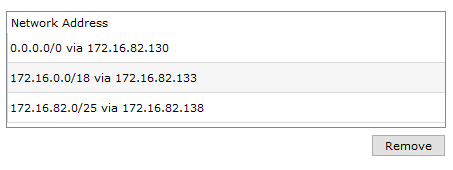 Network Address
0.0.0.0/0 via 172.16.82.130
172.16.0.0/18 via 172.16.82.133
172.16.82.0/25 via 172.16.82.138
Remove